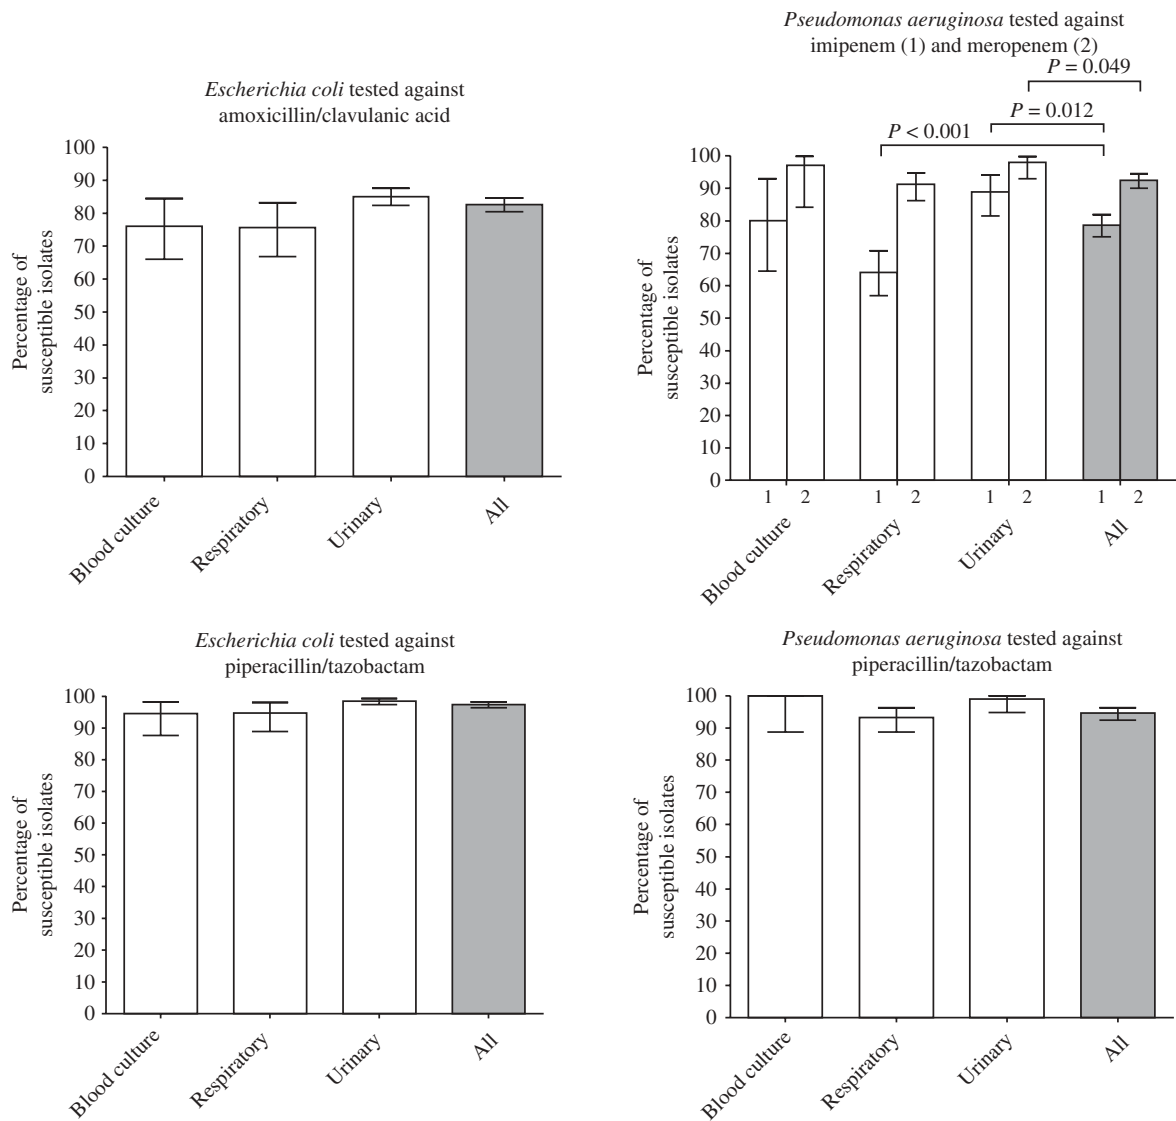 Escherichia coli tested against
amoxicillin/clavulanic acid
Percentage of
susceptible isolates
100
90
80
70
60
50
40
30
20
10
0
Blood culture
Respiratory
Urinary
All
Pseudomonas aeruginosa tested against
imipenem (1) and meropenem (2)
P = 0.049
P = 0.012
P < 0.001
Percentage of
susceptible isolates
100
90
80
70
60
50
40
30
20
10
0
1 2 1 2 1 2 1 2
Blood culture
Respiratory
Urinary
All
Escherichia coli tested against
piperacillin/tazobactam
Percentage of
susceptible isolates
100
90
80
70
60
50
40
30
20
10
0
Blood culture
Respiratory
Urinary
All
Pseudomonas aeruginosa tested against
piperacillin/tazobactam
Percentage of
susceptible isolates
100
90
80
70
60
50
40
30
20
10
0
Blood culture
Respiratory
Urinary
All